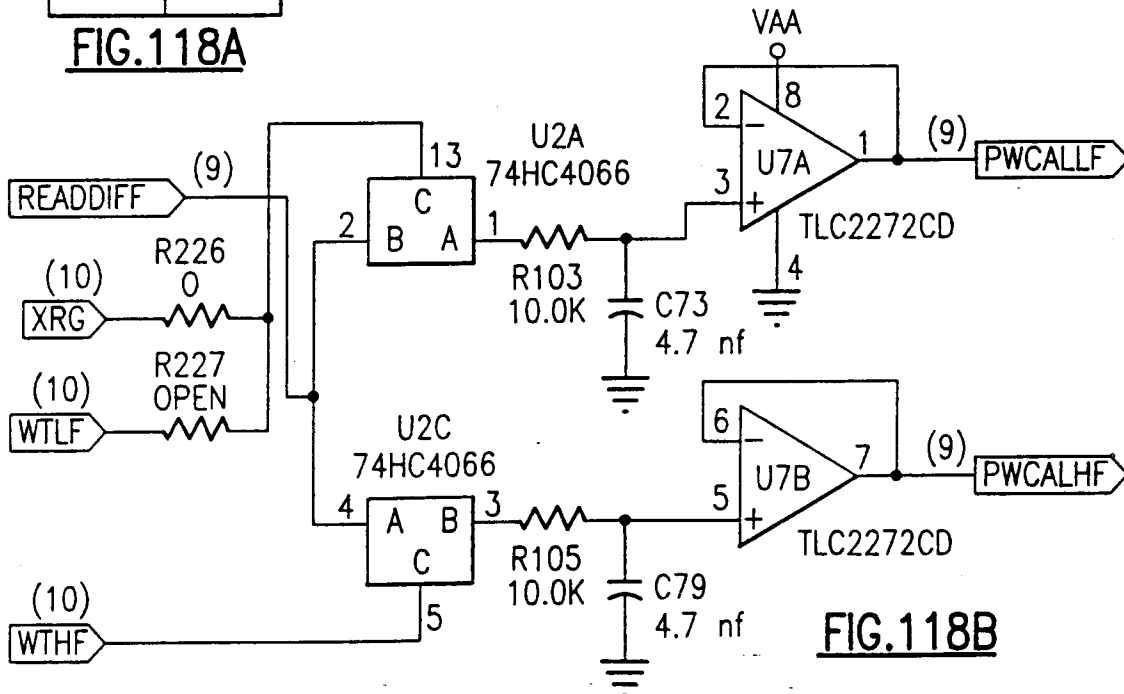 FIG.118A
VAA
U2A
74HC4066
13
C
B
A
2
1
READDIFF
(9)
R226
0
(10)
XRG
R227
OPEN
(10)
WTLF
R103
10.0K
C73
4.7 nf
2
8
-
U7A
1
3
+
4
TLC2272CD
(9)
PWCALLF
U2C
74HC4066
4
A
B
3
C
5
R105
10.0K
C79
4.7 nf
6
-
U7B
7
5
+
TLC2272CD
(9)
PWCALHF
(10)
WTHF
FIG.118B